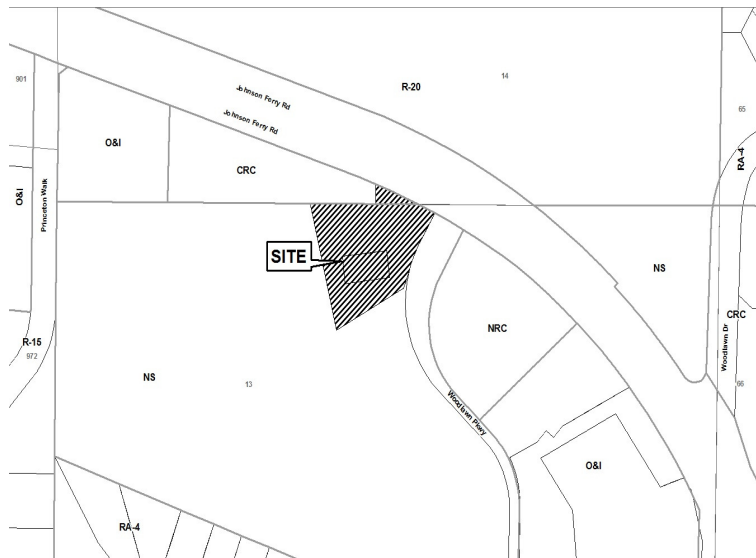 901
Johnson Ferry Rd
Johnson Ferry Rd
R-20
14
65
O&I
CRC
RA-4
O&I
Princeton Walk
SITE
NS
CRC
NRC
Woodlawn Dr
R-15
972
NS
13
66
Woodlawn Pkwy
O&I
RA-4